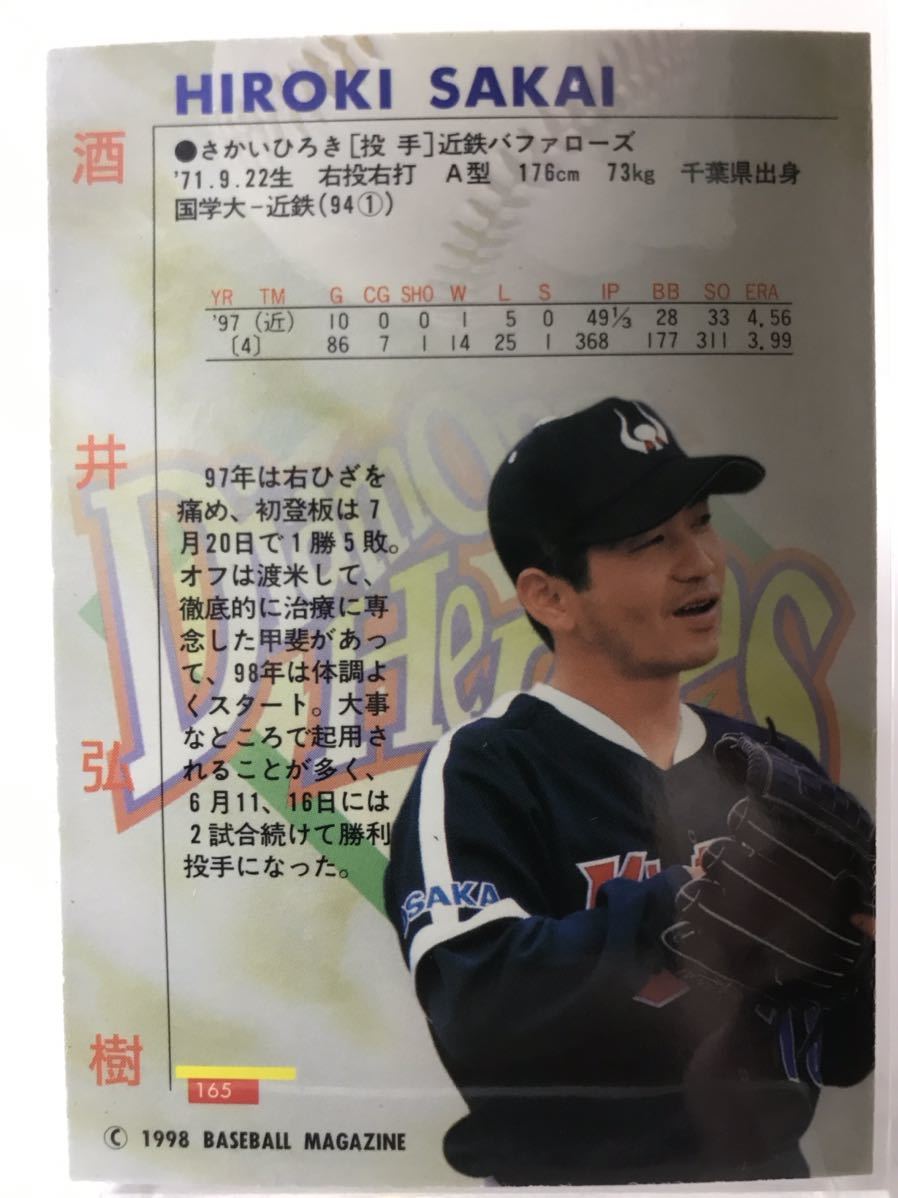 HIROKI SAKAI
酒井弘樹
●さかいひろき[投 手]近鉄バファローズ
'71.9.22生 右投右打 A型 176cm 73kg 千葉県出身
国学大-近鉄(94①)
YR TM G CG SHO W L S IP BB SO ERA
'97 (近) 10 0 0 1 5 0 49⅓ 28 33 4.56
〔4〕 86 7 1 14 25 1 368 177 311 3.99
97年は右ひざを
痛め、初登板は7
月20日で1勝5敗。
オフは渡米して、
徹底的に治療に専
念した甲斐があっ
て、98年は体調よ
くスタート。大事
なところで起用さ
れることが多く、
6月11、16日には
2試合続けて勝利
投手になった。
OSAKA
165
© 1998 BASEBALL MAGAZINE